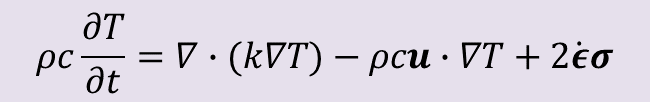 ρc ∂T/∂t = ∇ · (k∇T) − ρc𝒖 · ∇T + 2𝝐̇𝝈